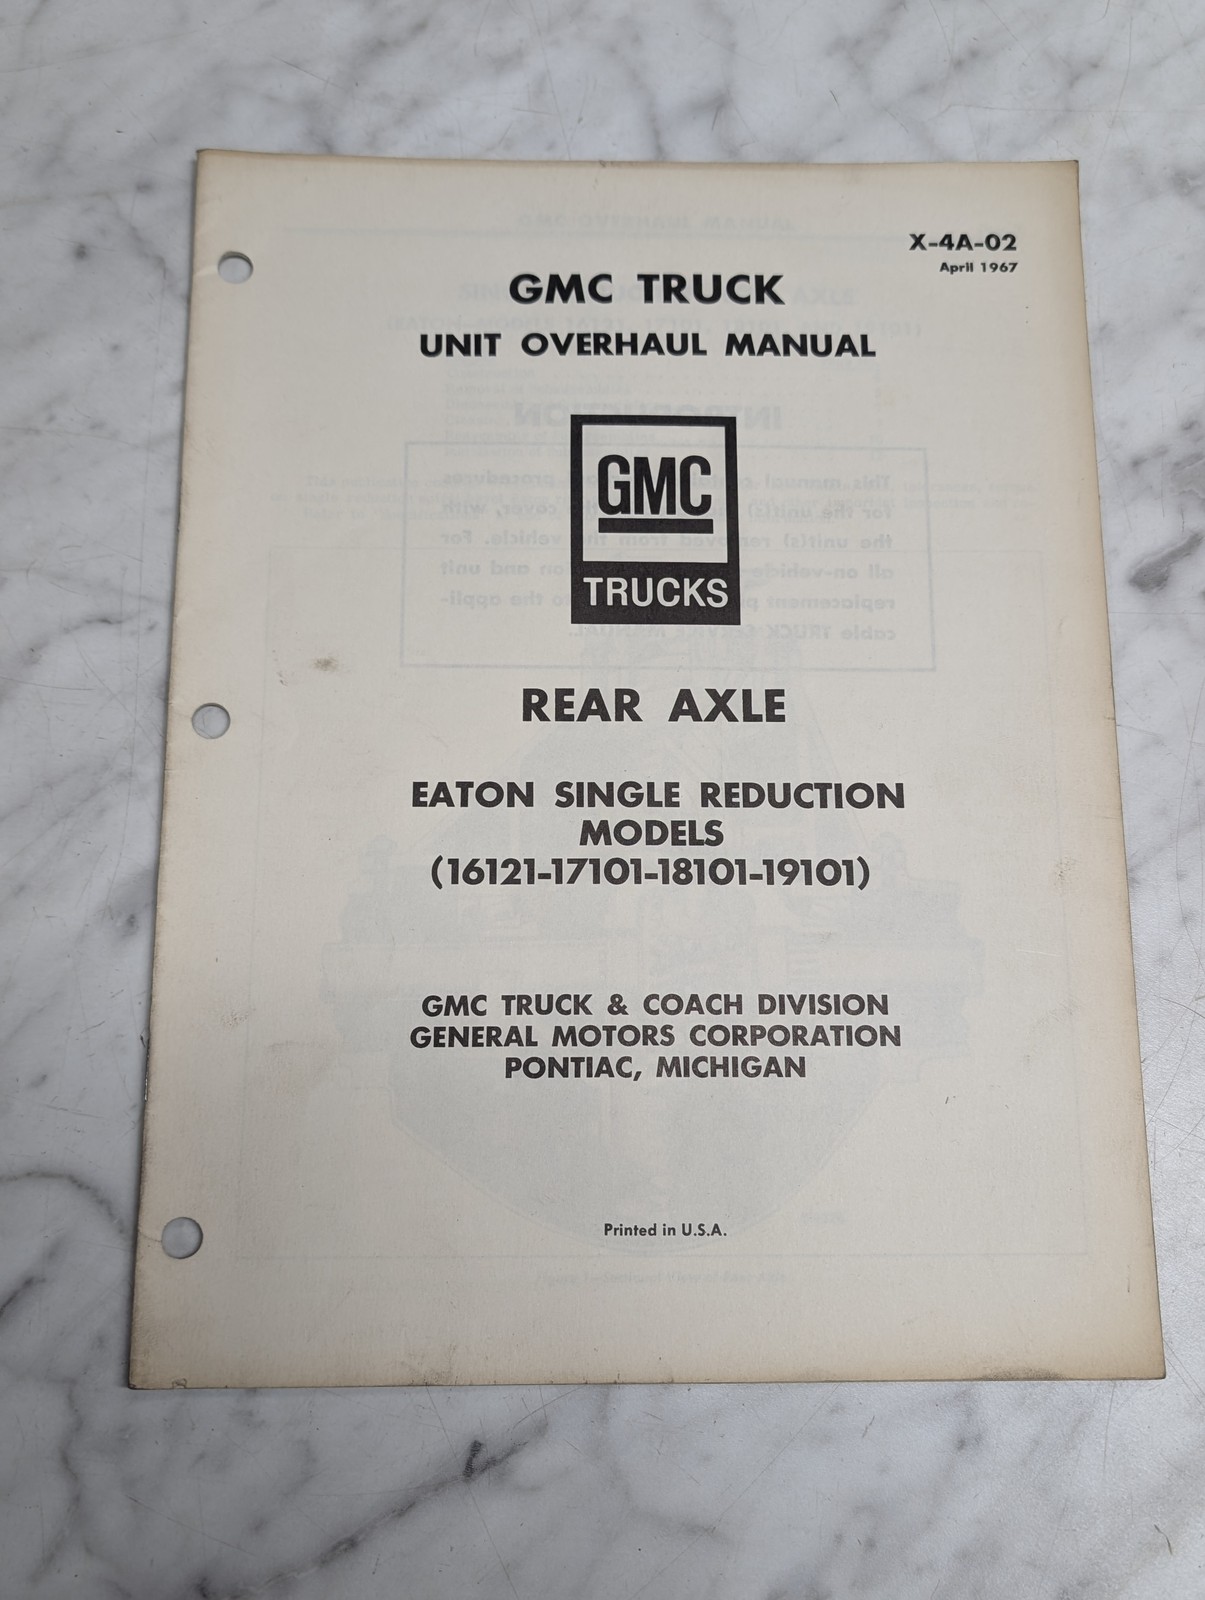 X-4A-02
April 1967
GMC TRUCK
UNIT OVERHAUL MANUAL
GMC
TRUCKS
REAR AXLE
EATON SINGLE REDUCTION
MODELS
(16121-17101-18101-19101)
GMC TRUCK & COACH DIVISION
GENERAL MOTORS CORPORATION
PONTIAC, MICHIGAN
Printed in U.S.A.